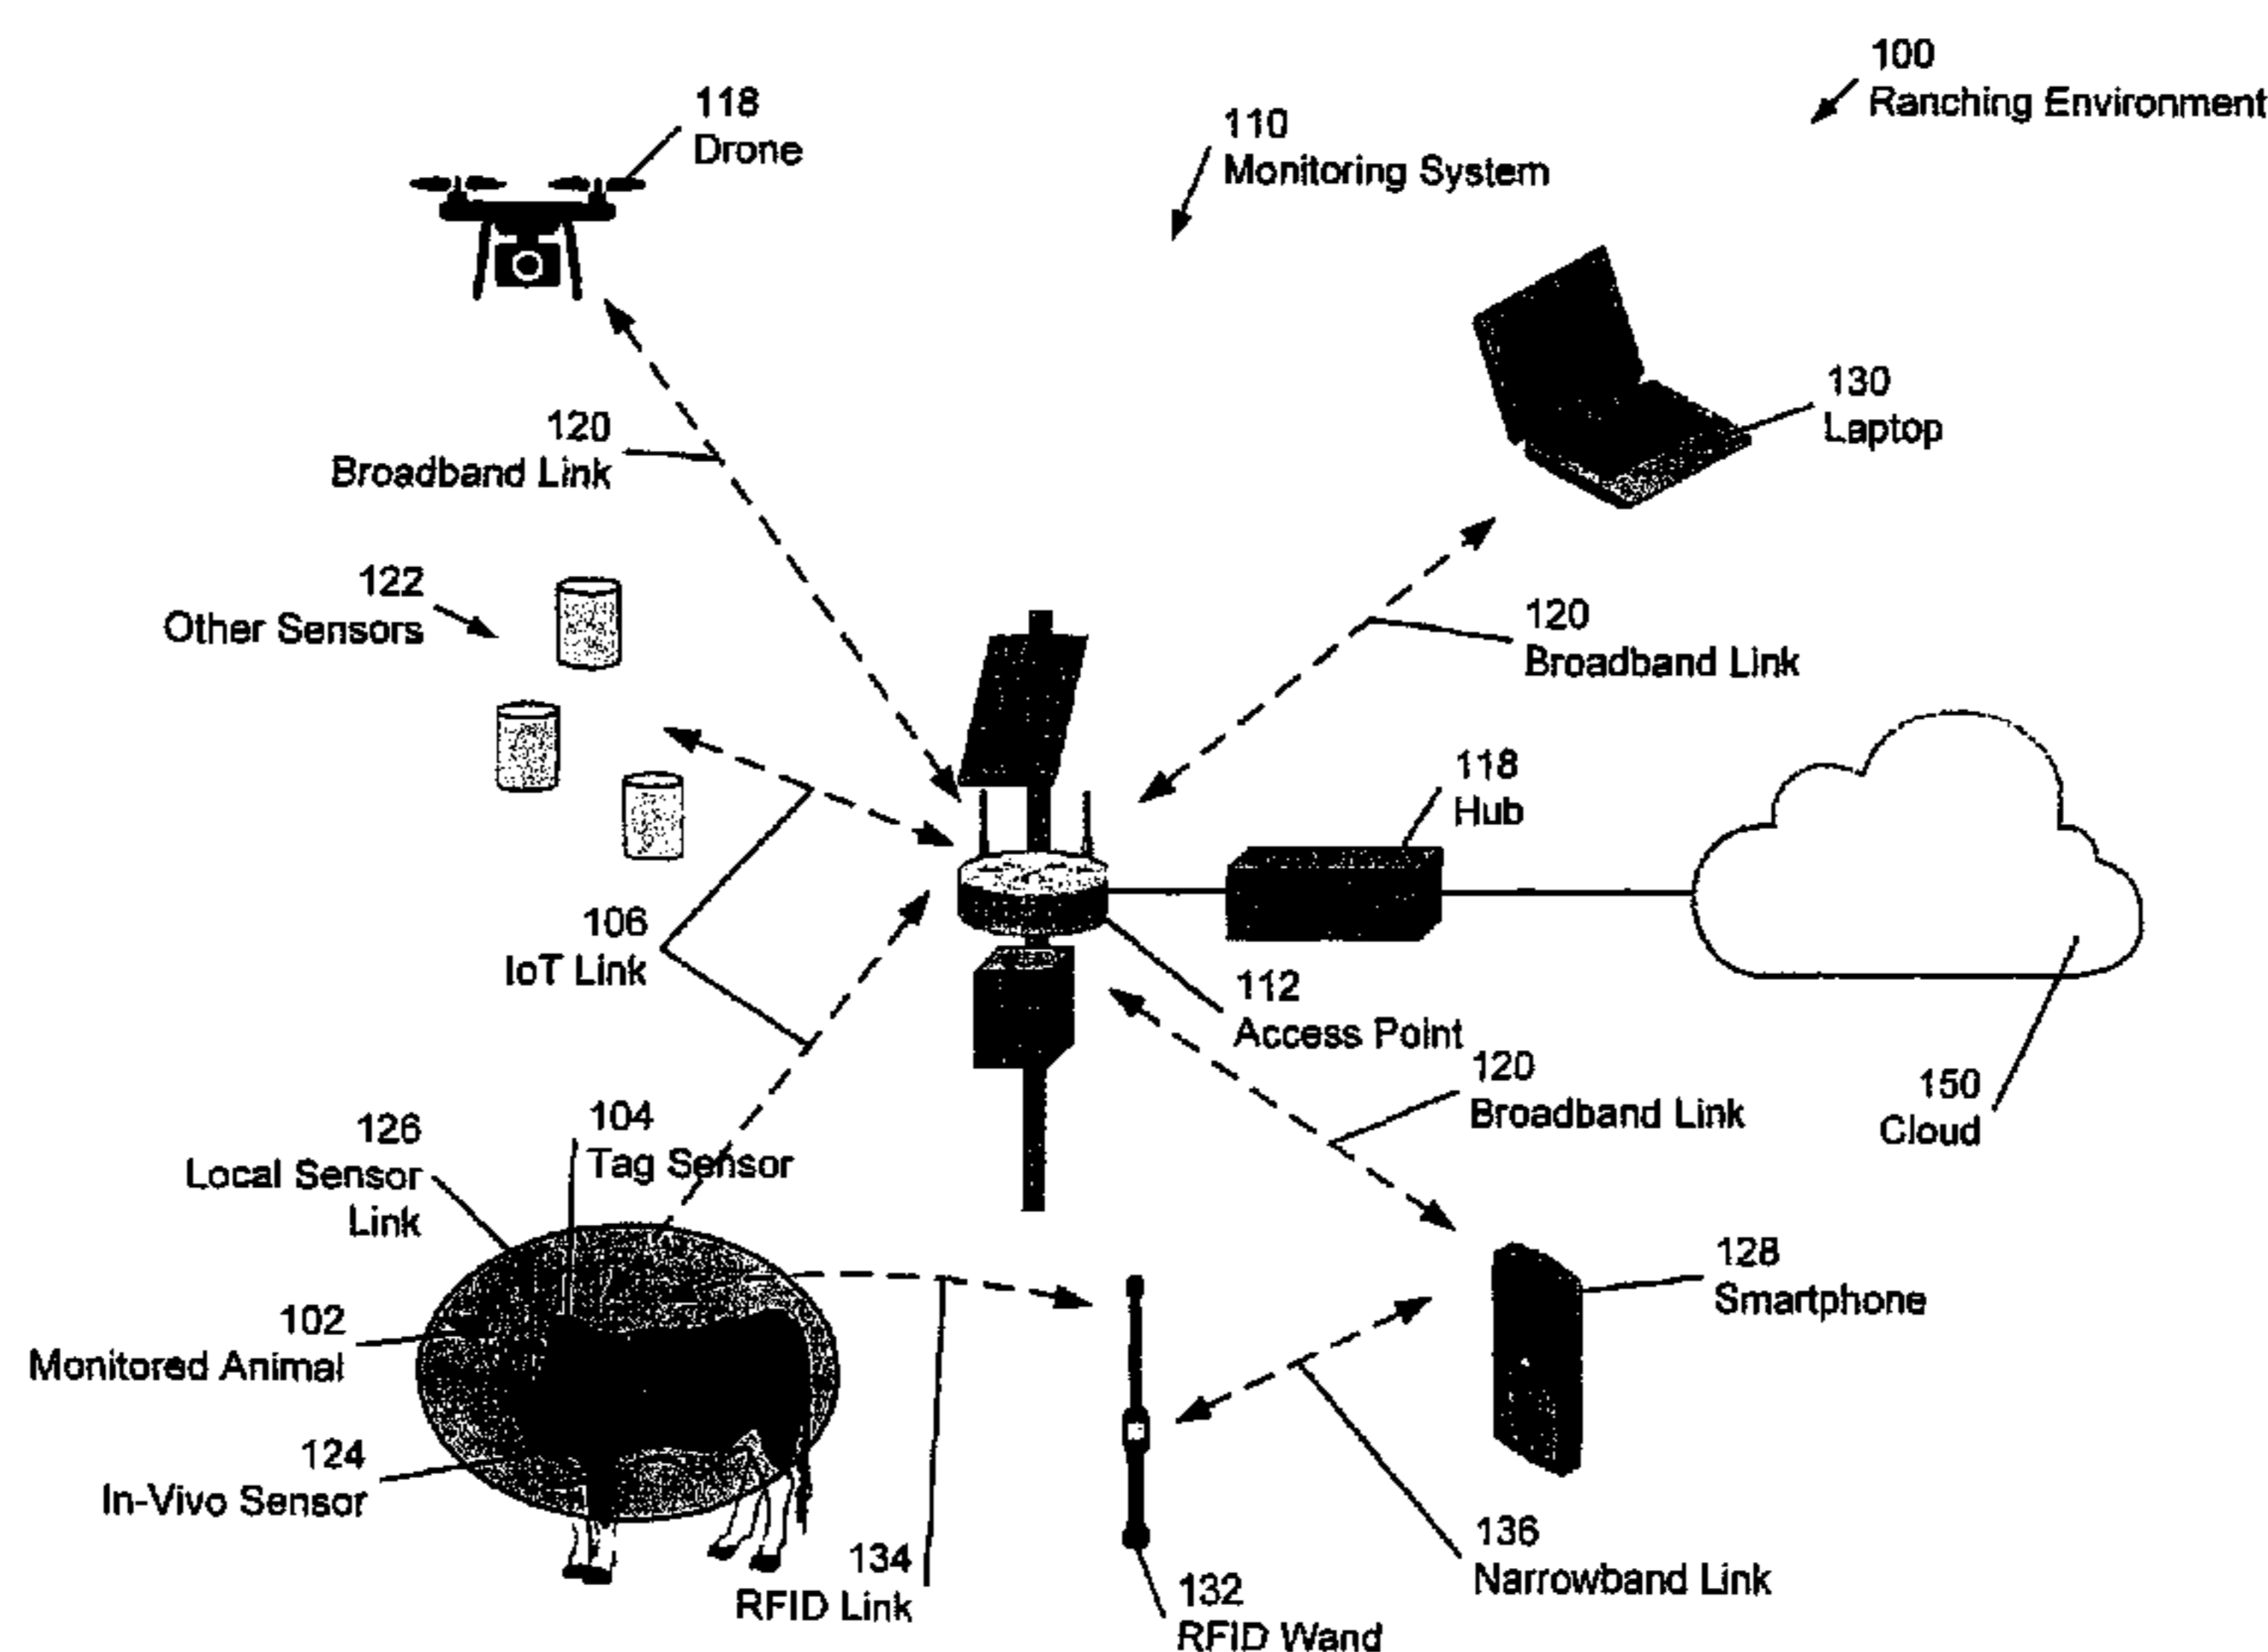 100
Ranching Environment
118
Drone
110
Monitoring System
130
Laptop
120
Broadband Link
122
Other Sensors
120
Broadband Link
118
Hub
106
IoT Link
112
Access Point
120
Broadband Link
150
Cloud
126
Local Sensor
Link
104
Tag Sensor
128
Smartphone
102
Monitored Animal
124
In-Vivo Sensor
134
RFID Link
132
RFID Wand
136
Narrowband Link